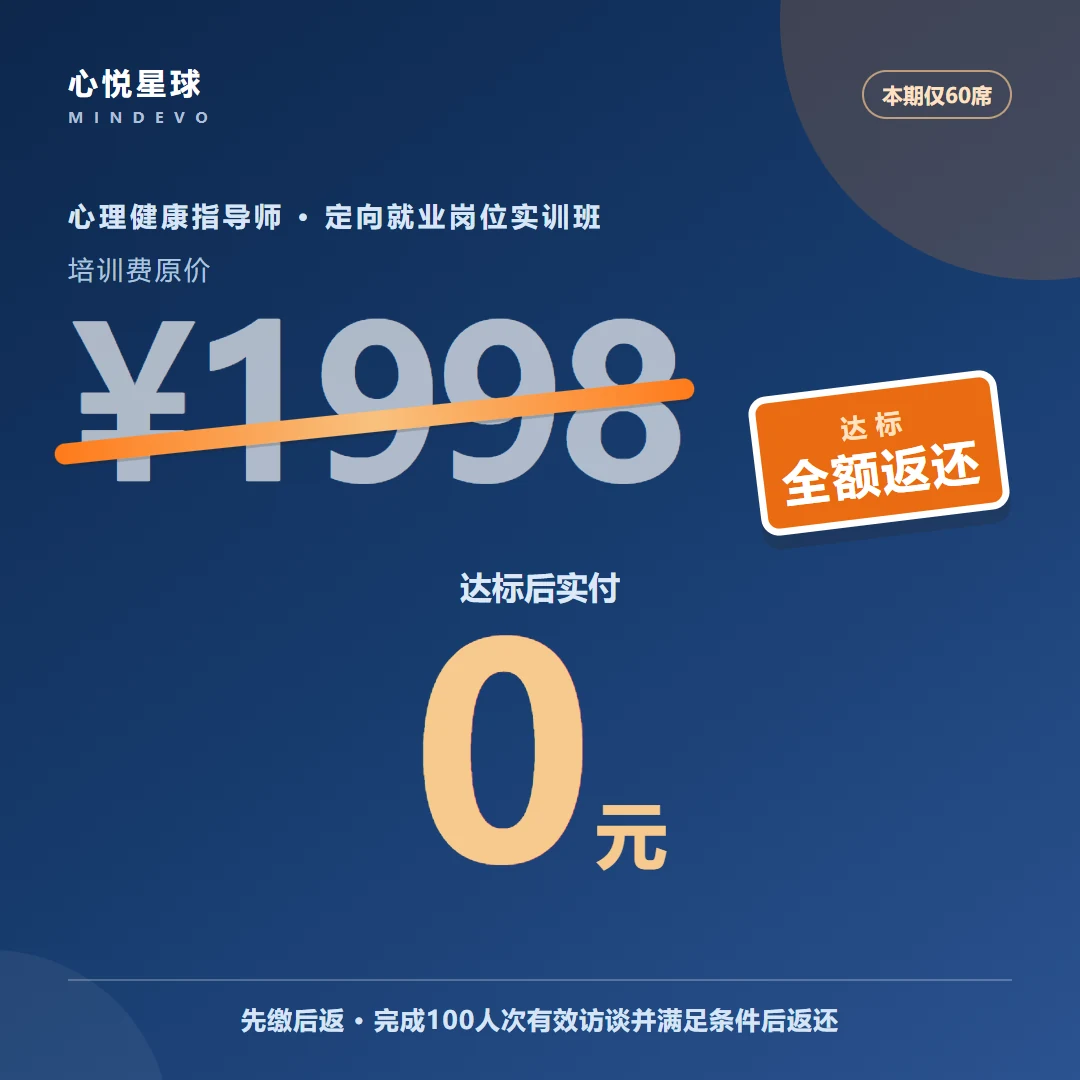 心悦星球
MINDEVO
本期仅60席
心理健康指导师·定向就业岗位实训班
培训费原价
¥1998
达标
全额返还
达标后实付
0元
先缴后返·完成100人次有效访谈并满足条件后返还